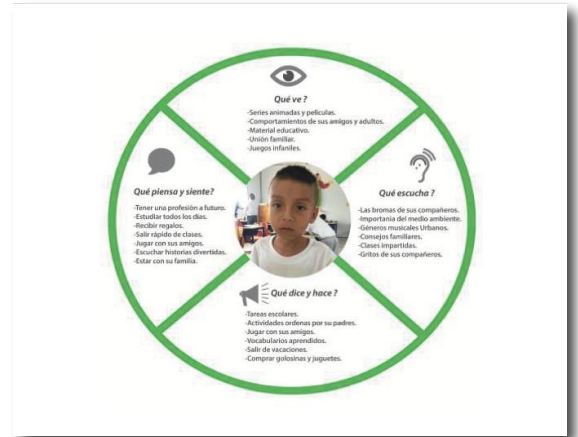 Qué ve ?
-Series animadas y peliculas.
-Comportamientos de sus amigos y adultos.
-Material educativo.
-Unión familiar.
-Juegos infaniles.
Qué piensa y siente?
-Tener una profesión a futuro.
-Estudiar todos los días.
-Recibir regalos.
-Salir rápido de clases.
-Jugar con sus amigos.
-Escuchar historias divertidas.
-Estar con su familia.
Qué escucha ?
-Las bromas de sus compañeros.
-Importania del medio ambiente.
-Géneros musicales Urbanos.
-Consejos familiares.
-Clases impartidas.
-Gritos de sus compañeros.
Qué dice y hace ?
-Tareas escolares.
-Actividades ordenas por su padres.
-Jugar con sus amigos.
-Vocabularios aprendidos.
-Salir de vacaciones.
-Comprar golosinas y juguetes.